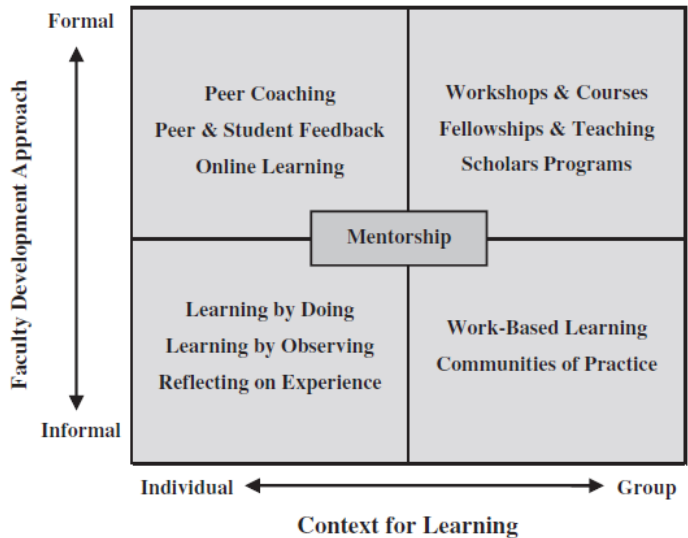 Formal
Peer Coaching
Peer & Student Feedback
Online Learning
Workshops & Courses
Fellowships & Teaching
Scholars Programs
Faculty Development Approach
Mentorship
Learning by Doing
Learning by Observing
Reflecting on Experience
Work-Based Learning
Communities of Practice
Informal
Individual
Group
Context for Learning